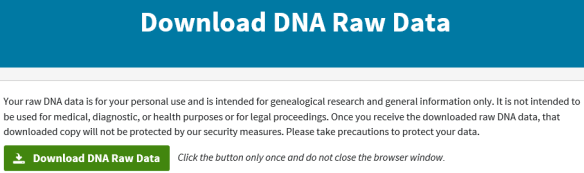 Download DNA Raw Data
Your raw DNA data is for your personal use and is intended for genealogical research and general information only. It is not intended to
be used for medical, diagnostic, or health purposes or for legal proceedings. Once you receive the downloaded raw DNA data, that
downloaded copy will not be protected by our security measures. Please take precautions to protect your data.
Download DNA Raw Data Click the button only once and do not close the browser window.